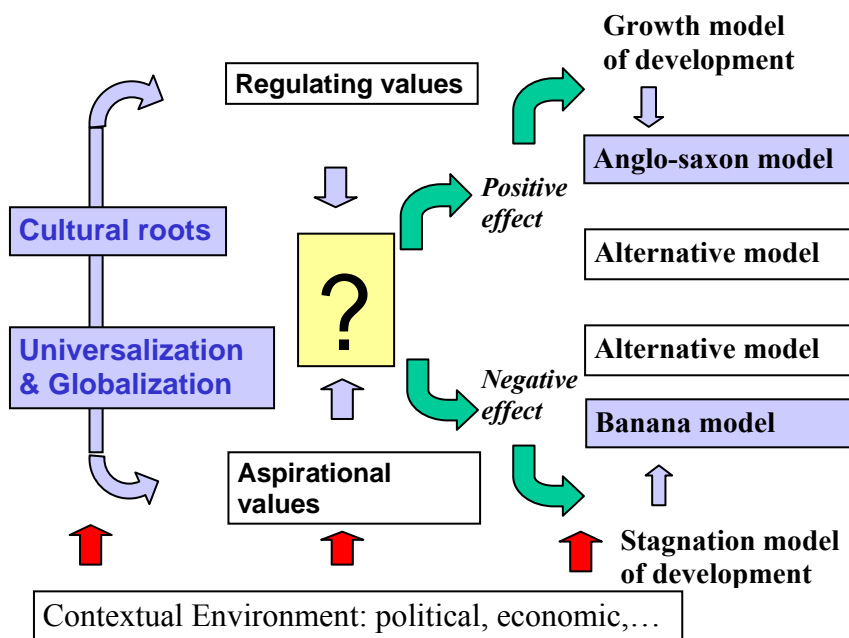 Growth model
of development
Regulating values
Anglo-saxon model
Positive
effect
Cultural roots
Alternative model
?
Universalization
& Globalization
Alternative model
Negative
effect
Banana model
Aspirational
values
Stagnation model
of development
Contextual Environment: political, economic,…